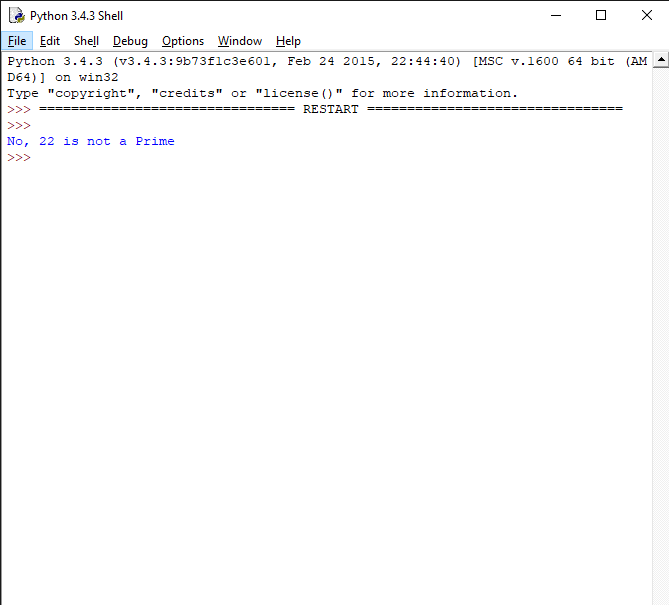 Python 3.4.3 Shell
File Edit Shell Debug Options Window Help
Python 3.4.3 (v3.4.3:9b73f1c3e601, Feb 24 2015, 22:44:40) [MSC v.1600 64 bit (AM
D64)] on win32
Type "copyright", "credits" or "license()" for more information.
>>> ================================ RESTART ================================
>>>
No, 22 is not a Prime
>>>